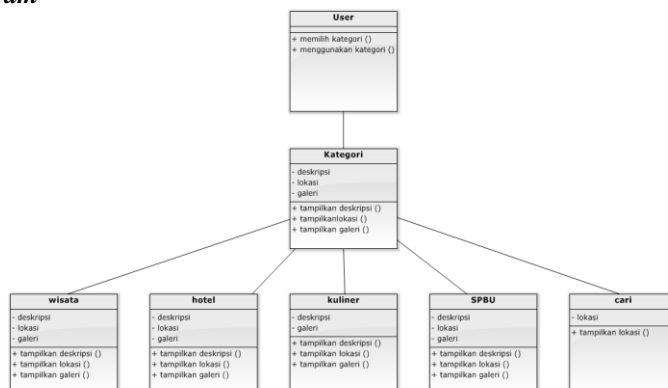 User
+ memilih kategori ()
+ menggunakan kategori ()
Kategori
- deskripsi
- lokasi
- galeri
+ tampilkan deskripsi ()
+ tampilkanlokasi ()
+ tampilkan galeri ()
wisata
- deskripsi
- lokasi
- galeri
+ tampilkan deskripsi ()
+ tampilkan lokasi ()
+ tampilkan galeri ()
hotel
- deskripsi
- lokasi
- galeri
+ tampilkan deskripsi ()
+ tampilkan lokasi ()
+ tampilkan galeri ()
kuliner
- deskripsi
- galeri
+ tampilkan deskripsi ()
+ tampilkan lokasi ()
+ tampilkan galeri ()
SPBU
- deskripsi
- lokasi
- galeri
+ tampilkan deskripsi ()
+ tampilkan lokasi ()
+ tampilkan galeri ()
cari
- lokasi
+ tampilkan lokasi ()